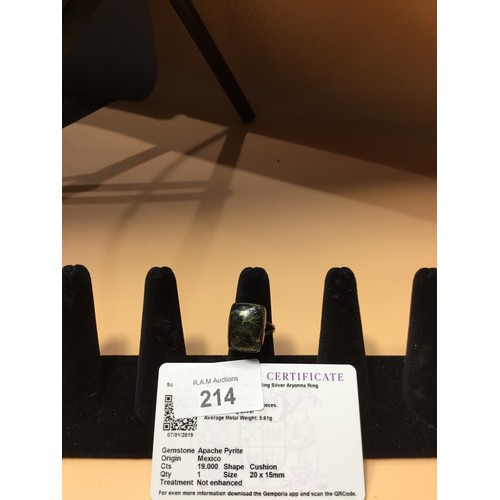 CERTIFICATE
R.A.M Auctions
214
ling Silver Aryonna Ring
Average Metal Weight: 5.61g
07/01/2019
Gemstone Apache Pyrite
Origin Mexico
Cts 19.000 Shape Cushion
Qty 1 Size 20 x 15mm
Treatment Not enhanced
For even more information download the Gemporia app and scan the QRCode.